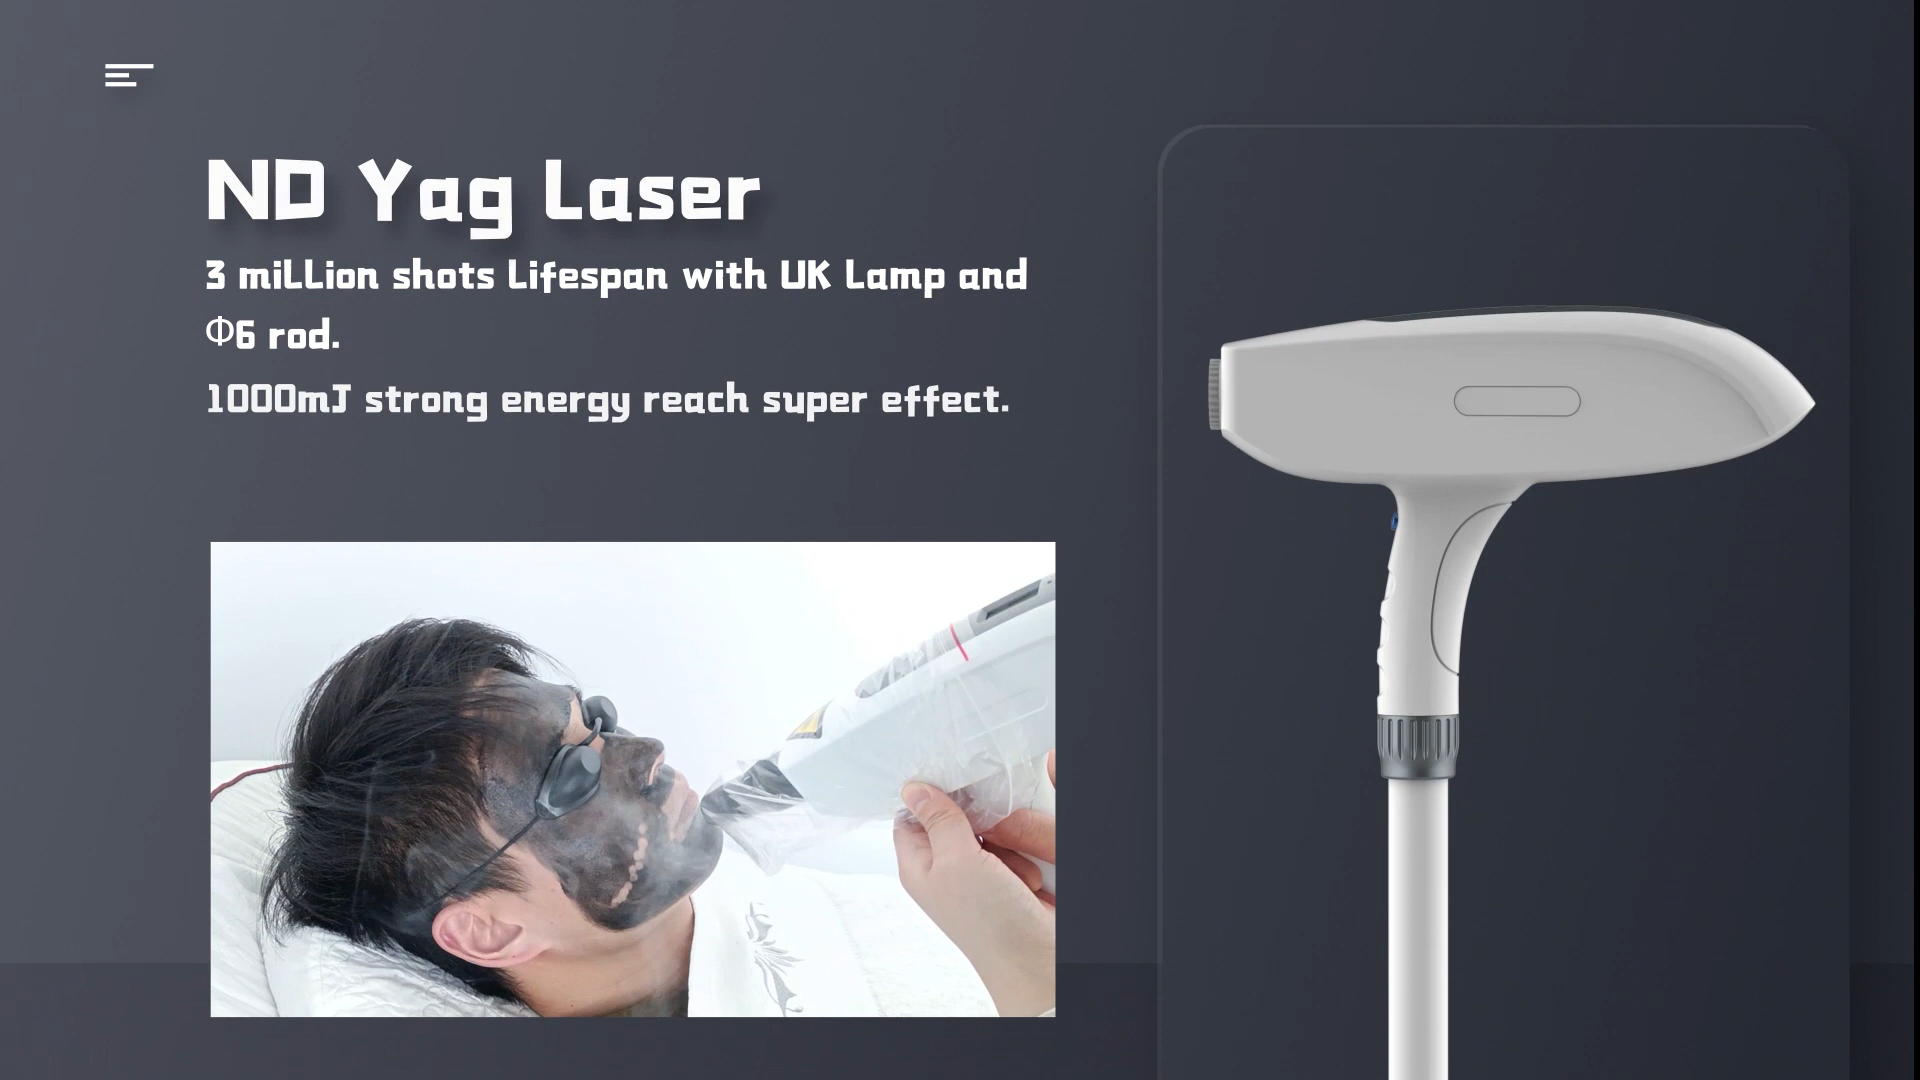 ND Yag Laser
3 million shots Lifespan with UK Lamp and
Φ6 rod.
1000mJ strong energy reach super effect.